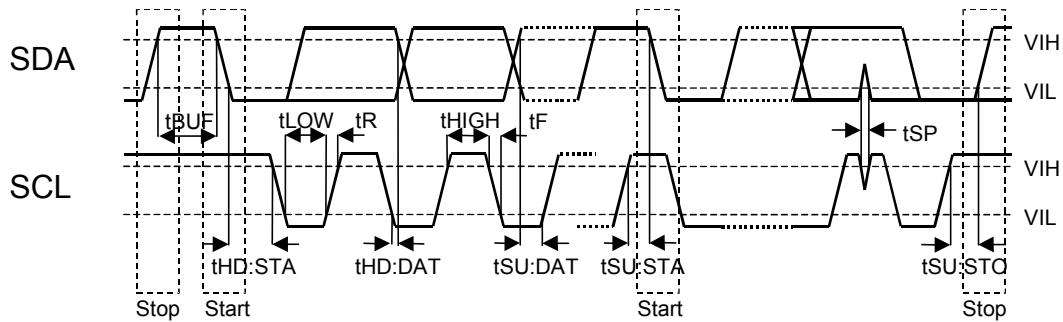 VIH
SDA
VIL
tBUF tLOW tR tHIGH tF
tSP
VIH
SCL
VIL
tHD:STA tHD:DAT tSU:DAT tSU:STA tSU:STO
Stop Start Start Stop